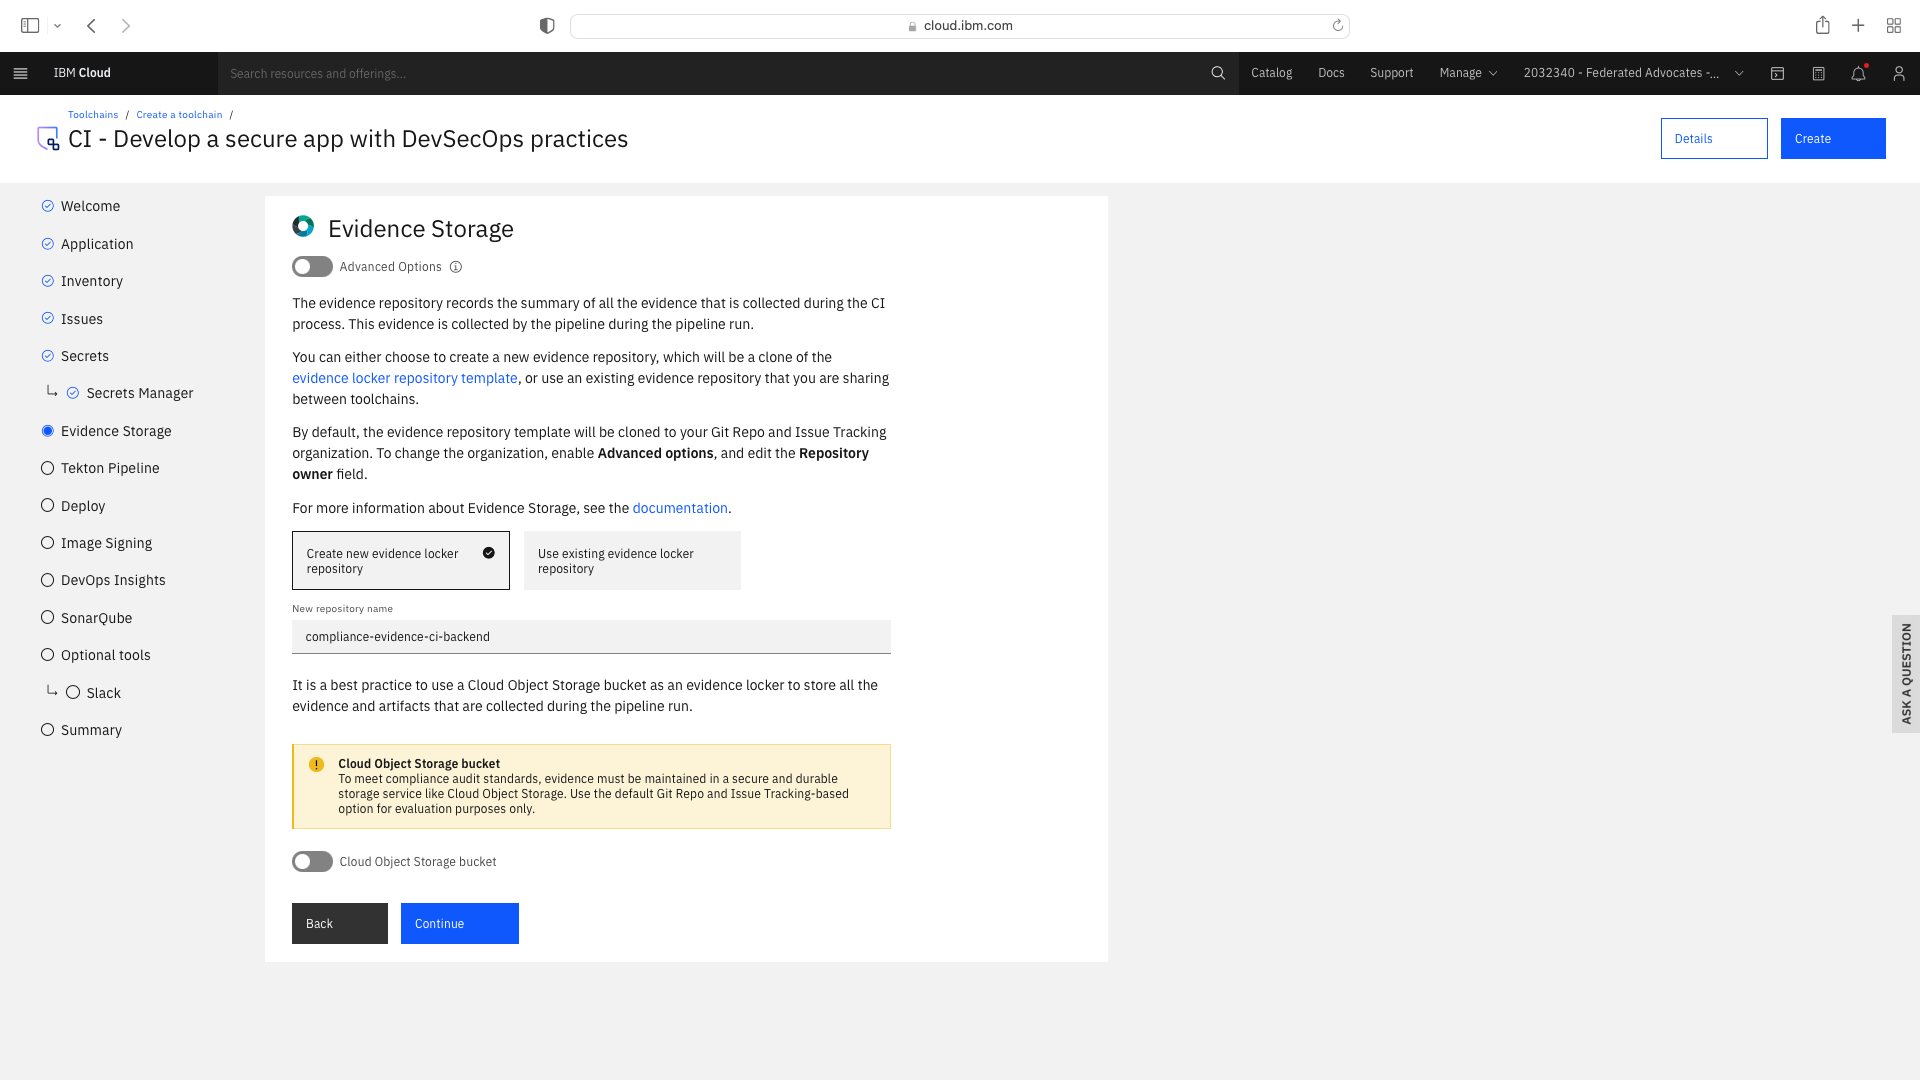 cloud.ibm.com
IBM Cloud
Search resources and offerings...
Catalog
Docs
Support
Manage
2032340 - Federated Advocates -...
Toolchains / Create a toolchain /
CI - Develop a secure app with DevSecOps practices
Details
Create
Welcome
Application
Inventory
Issues
Secrets
Secrets Manager
Evidence Storage
Tekton Pipeline
Deploy
Image Signing
DevOps Insights
SonarQube
Optional tools
Slack
Summary
Evidence Storage
Advanced Options
The evidence repository records the summary of all the evidence that is collected during the CI
process. This evidence is collected by the pipeline during the pipeline run.
You can either choose to create a new evidence repository, which will be a clone of the
evidence locker repository template, or use an existing evidence repository that you are sharing
between toolchains.
By default, the evidence repository template will be cloned to your Git Repo and Issue Tracking
organization. To change the organization, enable Advanced options, and edit the Repository
owner field.
For more information about Evidence Storage, see the documentation.
Create new evidence locker
repository
Use existing evidence locker
repository
New repository name
compliance-evidence-ci-backend
It is a best practice to use a Cloud Object Storage bucket as an evidence locker to store all the
evidence and artifacts that are collected during the pipeline run.
Cloud Object Storage bucket
To meet compliance audit standards, evidence must be maintained in a secure and durable
storage service like Cloud Object Storage. Use the default Git Repo and Issue Tracking-based
option for evaluation purposes only.
Cloud Object Storage bucket
Back
Continue
ASK A QUESTION